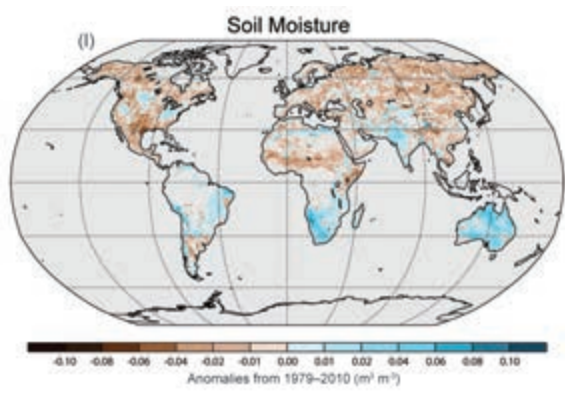 Soil Moisture
(l)
-0.10 -0.08 -0.06 -0.04 -0.02 -0.01 0.00 0.01 0.02 0.04 0.06 0.08 0.10
Anomalies from 1979–2010 (m³ m⁻³)